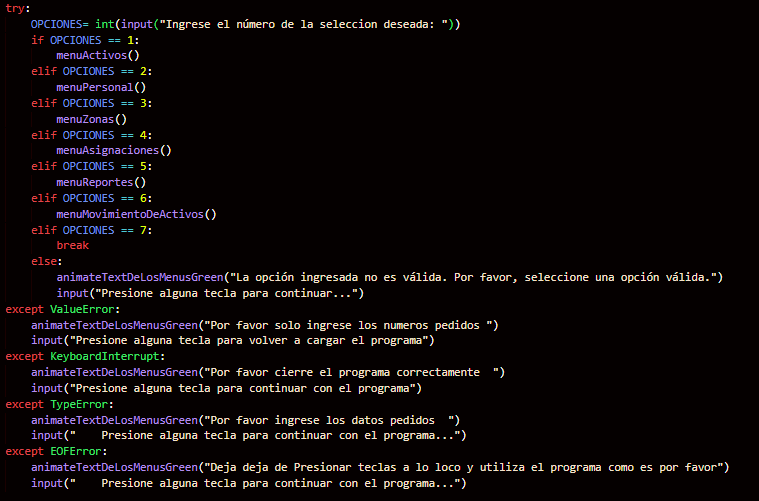 try:
    OPCIONES= int(input("Ingrese el número de la seleccion deseada: "))
    if OPCIONES == 1:
        menuActivos()
    elif OPCIONES == 2:
        menuPersonal()
    elif OPCIONES == 3:
        menuZonas()
    elif OPCIONES == 4:
        menuAsignaciones()
    elif OPCIONES == 5:
        menuReportes()
    elif OPCIONES == 6:
        menuMovimientoDeActivos()
    elif OPCIONES == 7:
        break
    else:
        animateTextDeLosMenusGreen("La opción ingresada no es válida. Por favor, seleccione una opción válida.")
        input("Presione alguna tecla para continuar...")
except ValueError:
    animateTextDeLosMenusGreen("Por favor solo ingrese los numeros pedidos ")
    input("Presione alguna tecla para volver a cargar el programa")
except KeyboardInterrupt:
    animateTextDeLosMenusGreen("Por favor cierre el programa correctamente  ")
    input("Presione alguna tecla para continuar con el programa")
except TypeError:
    animateTextDeLosMenusGreen("Por favor ingrese los datos pedidos  ")
    input("    Presione alguna tecla para continuar con el programa...")
except EOFError:
    animateTextDeLosMenusGreen("Deja deja de Presionar teclas a lo loco y utiliza el programa como es por favor")
    input("    Presione alguna tecla para continuar con el programa...")